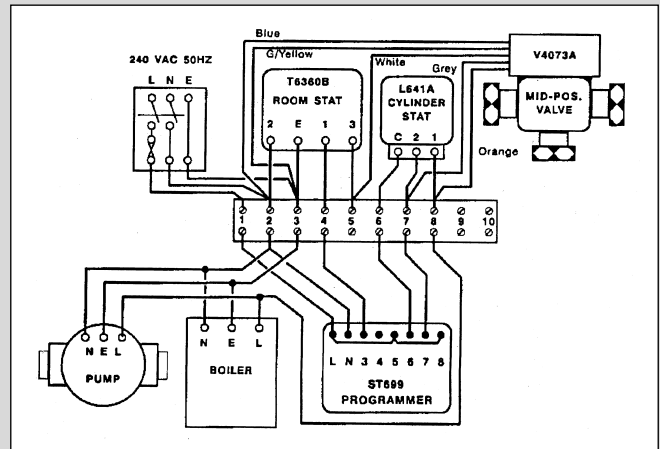 Blue
G/Yellow
240 VAC 50HZ
L N E
T6360B
ROOM STAT
2 E 1 3
White
Grey
L641A
CYLINDER
STAT
C 2 1
V4073A
MID-POS.
VALVE
Orange
1 2 3 4 5 6 7 8 9 10
N E L
PUMP
N E L
BOILER
L N 3 4 5 6 7 8
ST699
PROGRAMMER